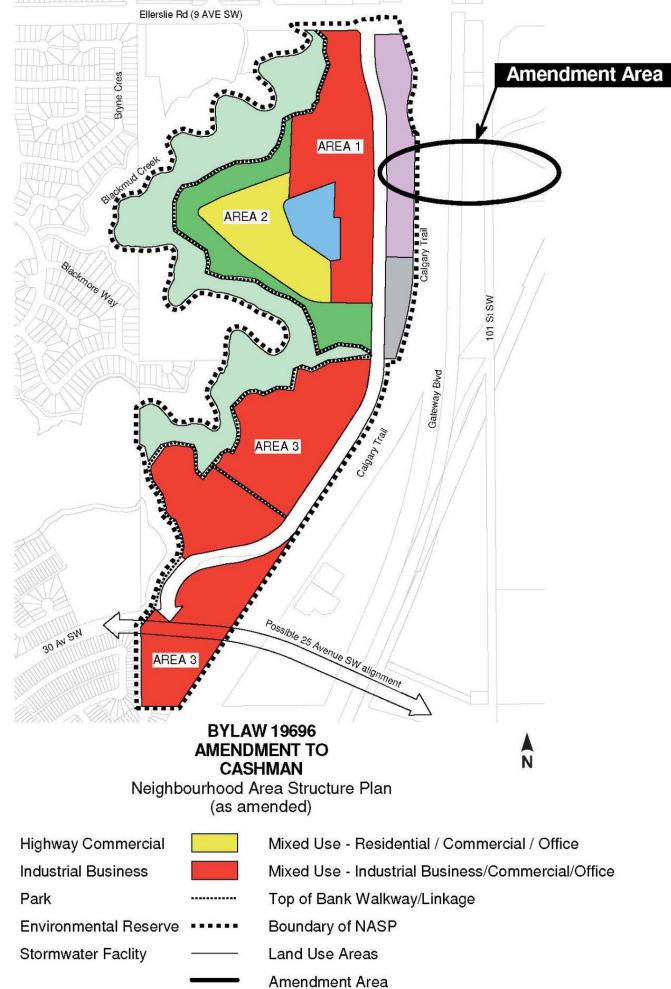 Ellerslie Rd (9 AVE SW)
Amendment Area
Bryne Cres
AREA 1
Blackmud Creek
AREA 2
Calgary Trail
Blackmore Way
101 St SW
Gateway Blvd
AREA 3
Calgary Trail
Possible 25 Avenue SW alignment
30 Av SW
AREA 3
BYLAW 19696
AMENDMENT TO
CASHMAN
Neighbourhood Area Structure Plan
(as amended)
N
Highway Commercial
Mixed Use - Residential / Commercial / Office
Industrial Business
Mixed Use - Industrial Business/Commercial/Office
Park
Top of Bank Walkway/Linkage
Environmental Reserve
Boundary of NASP
Stormwater Faclity
Land Use Areas
Amendment Area